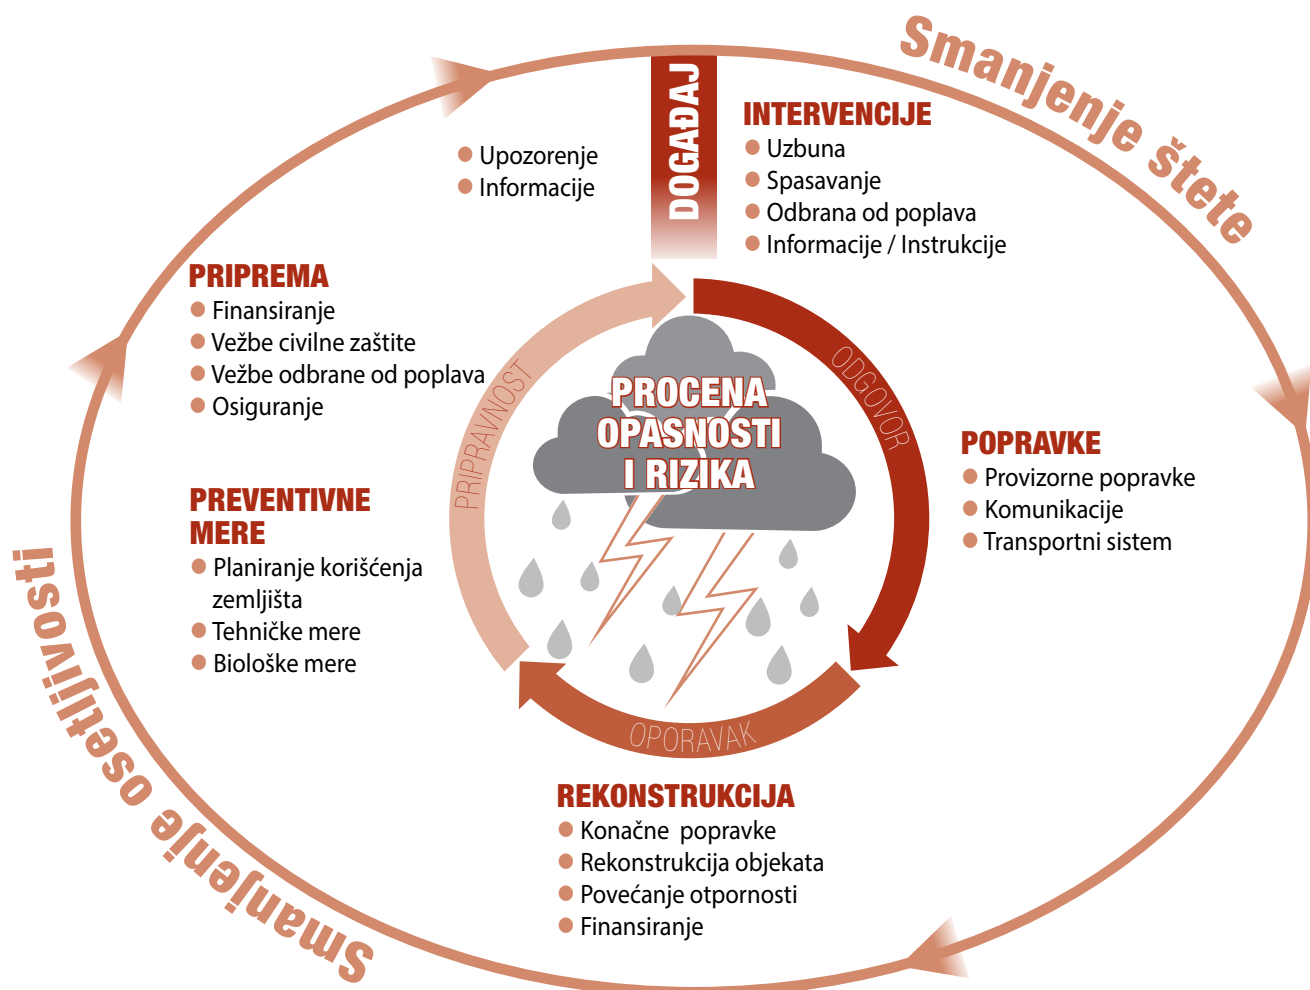 Smanjenje štete
DOGAĐAJ
INTERVENCIJE
Uzbuna
Spasavanje
Odbrana od poplava
Informacije / Instrukcije
Upozorenje
Informacije
PRIPREMA
Finansiranje
Vežbe civilne zaštite
Vežbe odbrane od poplava
Osiguranje
PRIPRAVNOST
ODGOVOR
PROCENA
OPASNOSTI
I RIZIKA
POPRAVKE
Provizorne popravke
Komunikacije
Transportni sistem
PREVENTIVNE
MERE
Planiranje korišćenja
zemljišta
Tehničke mere
Biološke mere
OPORAVAK
REKONSTRUKCIJA
Konačne  popravke
Rekonstrukcija objekata
Povećanje otpornosti
Finansiranje
Smanjenje osetljivosti